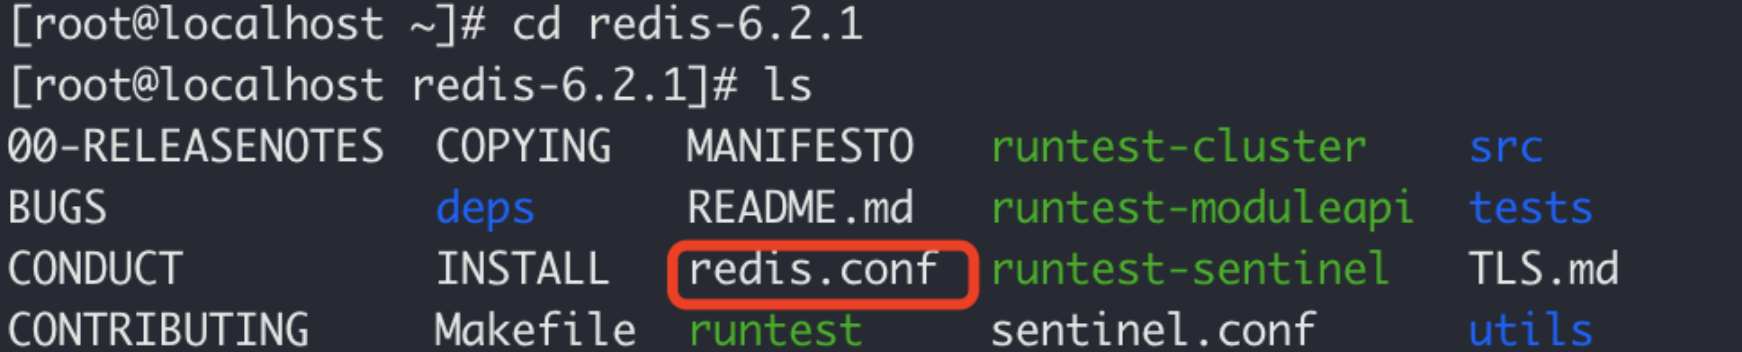 [root@localhost ~]# cd redis-6.2.1
[root@localhost redis-6.2.1]# ls
00-RELEASENOTES  COPYING   MANIFESTO   runtest-cluster    src
BUGS             deps      README.md   runtest-moduleapi  tests
CONDUCT          INSTALL   redis.conf  runtest-sentinel   TLS.md
CONTRIBUTING     Makefile  runtest     sentinel.conf      utils